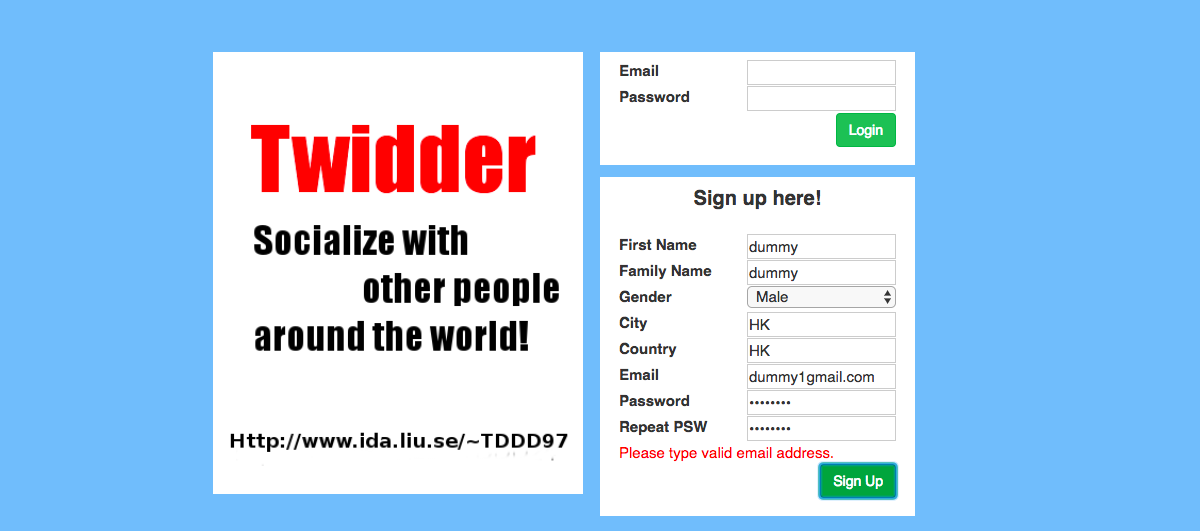 Twidder
Socialize with
other people
around the world!
Http://www.ida.liu.se/~TDDD97
Email
Password
Login
Sign up here!
First Name dummy
Family Name dummy
Gender Male
City HK
Country HK
Email dummy1gmail.com
Password ••••••••
Repeat PSW ••••••••
Please type valid email address.
Sign Up